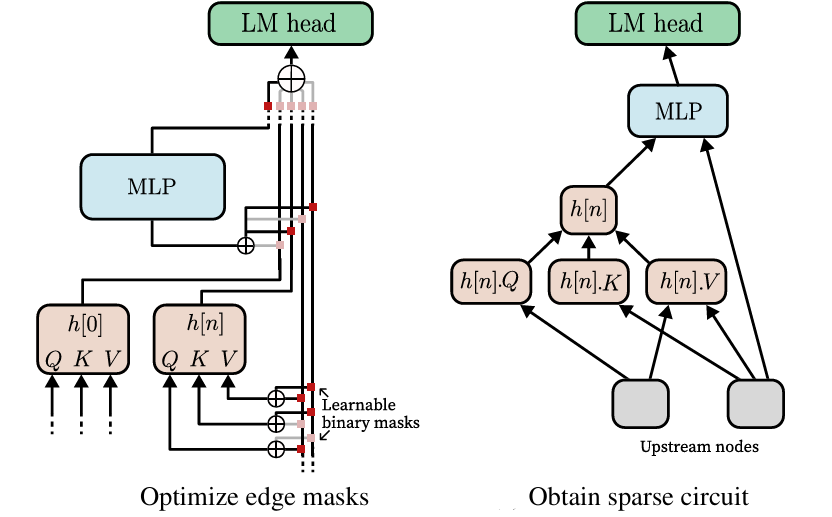 LM head
MLP
h[0]
Q K V
h[n]
Q K V
Learnable
binary masks
Optimize edge masks
LM head
MLP
h[n]
h[n].Q
h[n].K
h[n].V
Upstream nodes
Obtain sparse circuit